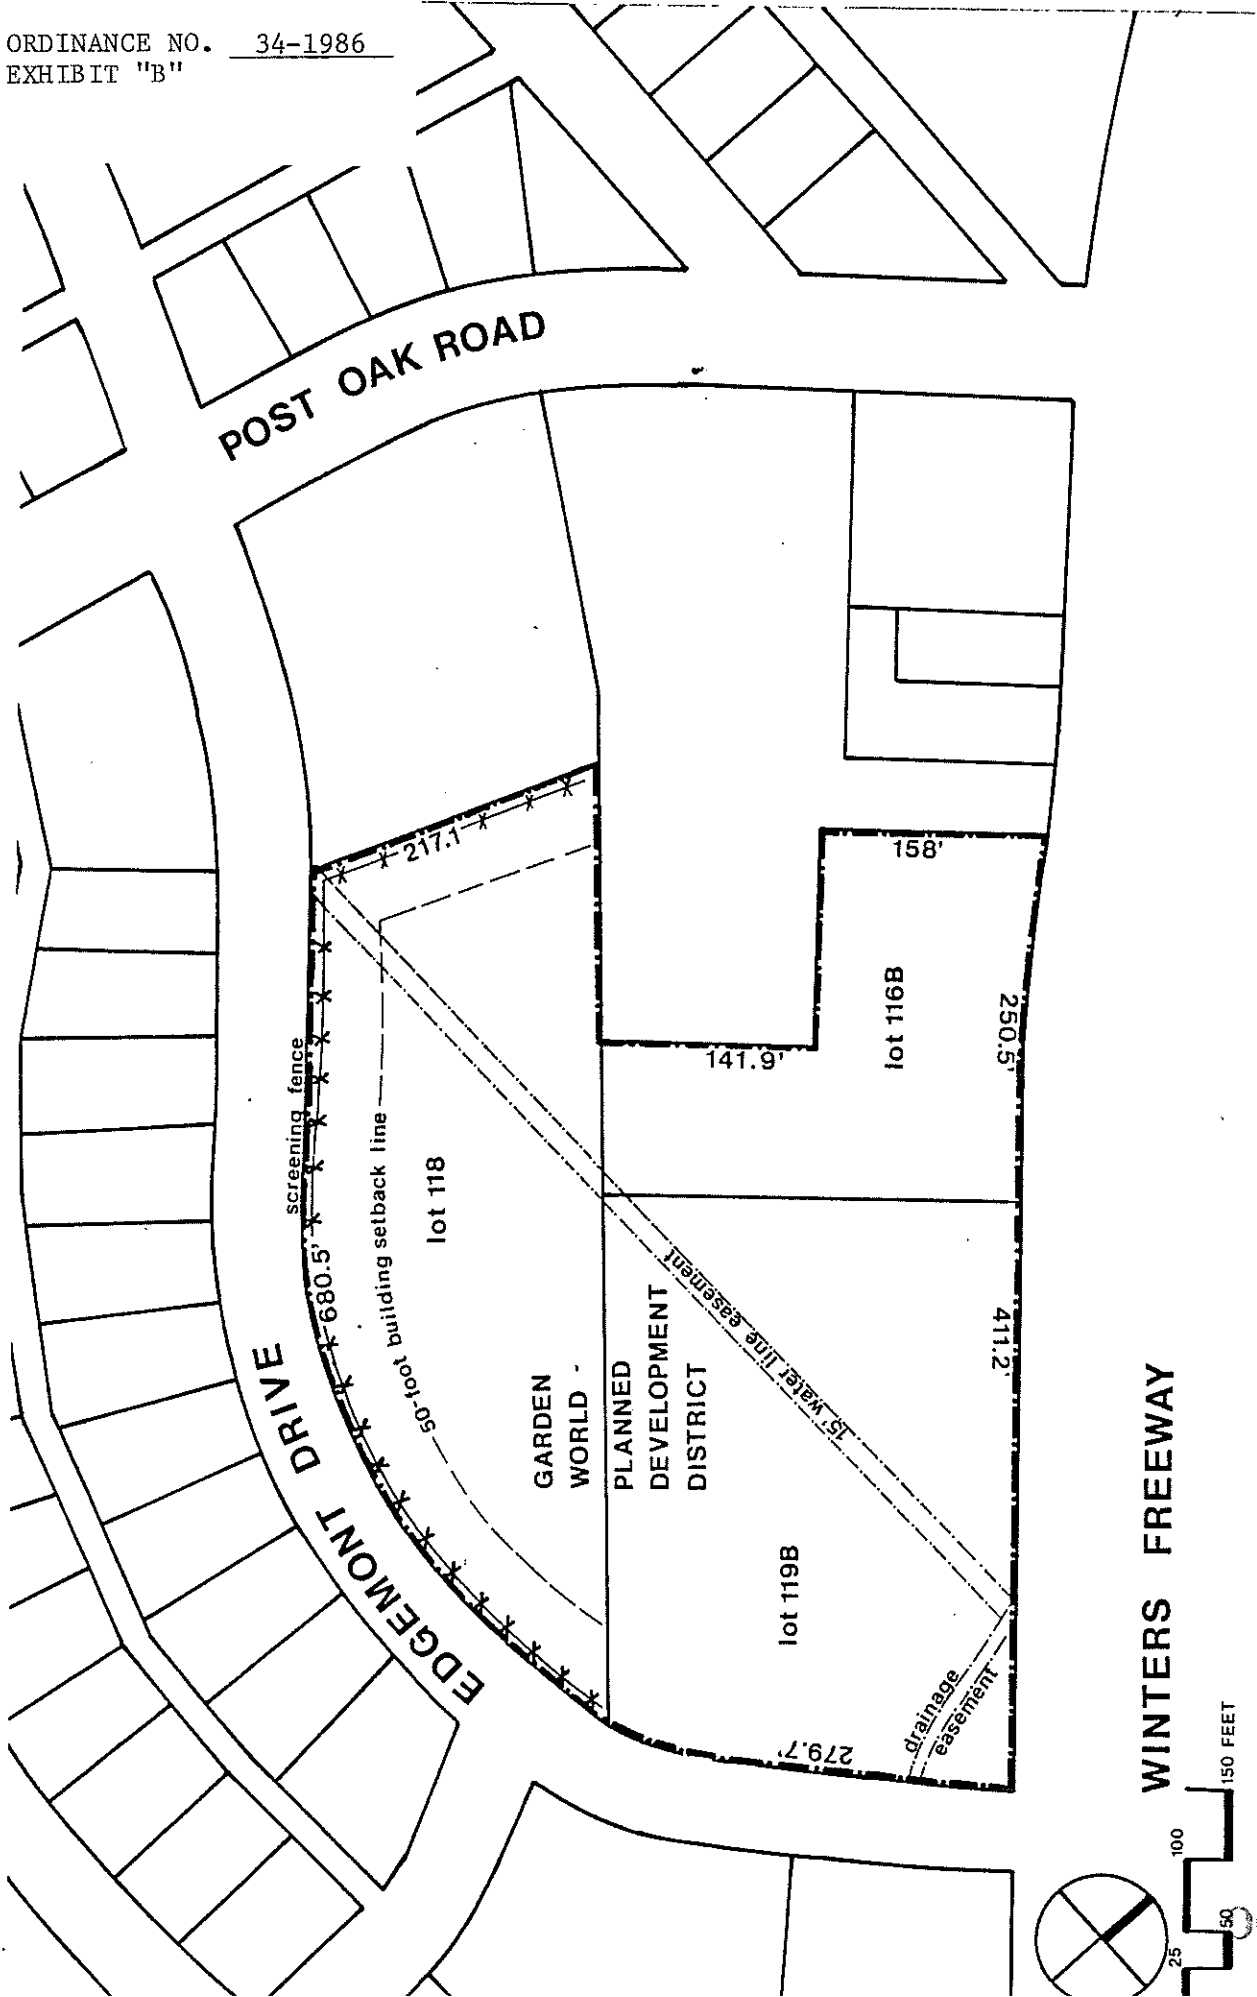 ORDINANCE NO. 34-1986
EXHIBIT "B"
POST OAK ROAD
217.1
158'
lot 116B
250.5'
141.9'
screening fence
50-foot building setback line
lot 118
680.5'
15' water line easement
411.2'
GARDEN
WORLD -
PLANNED
DEVELOPMENT
DISTRICT
EDGEMONT DRIVE
lot 119B
drainage
easement
279.7'
WINTERS FREEWAY
25
50
100
150 FEET